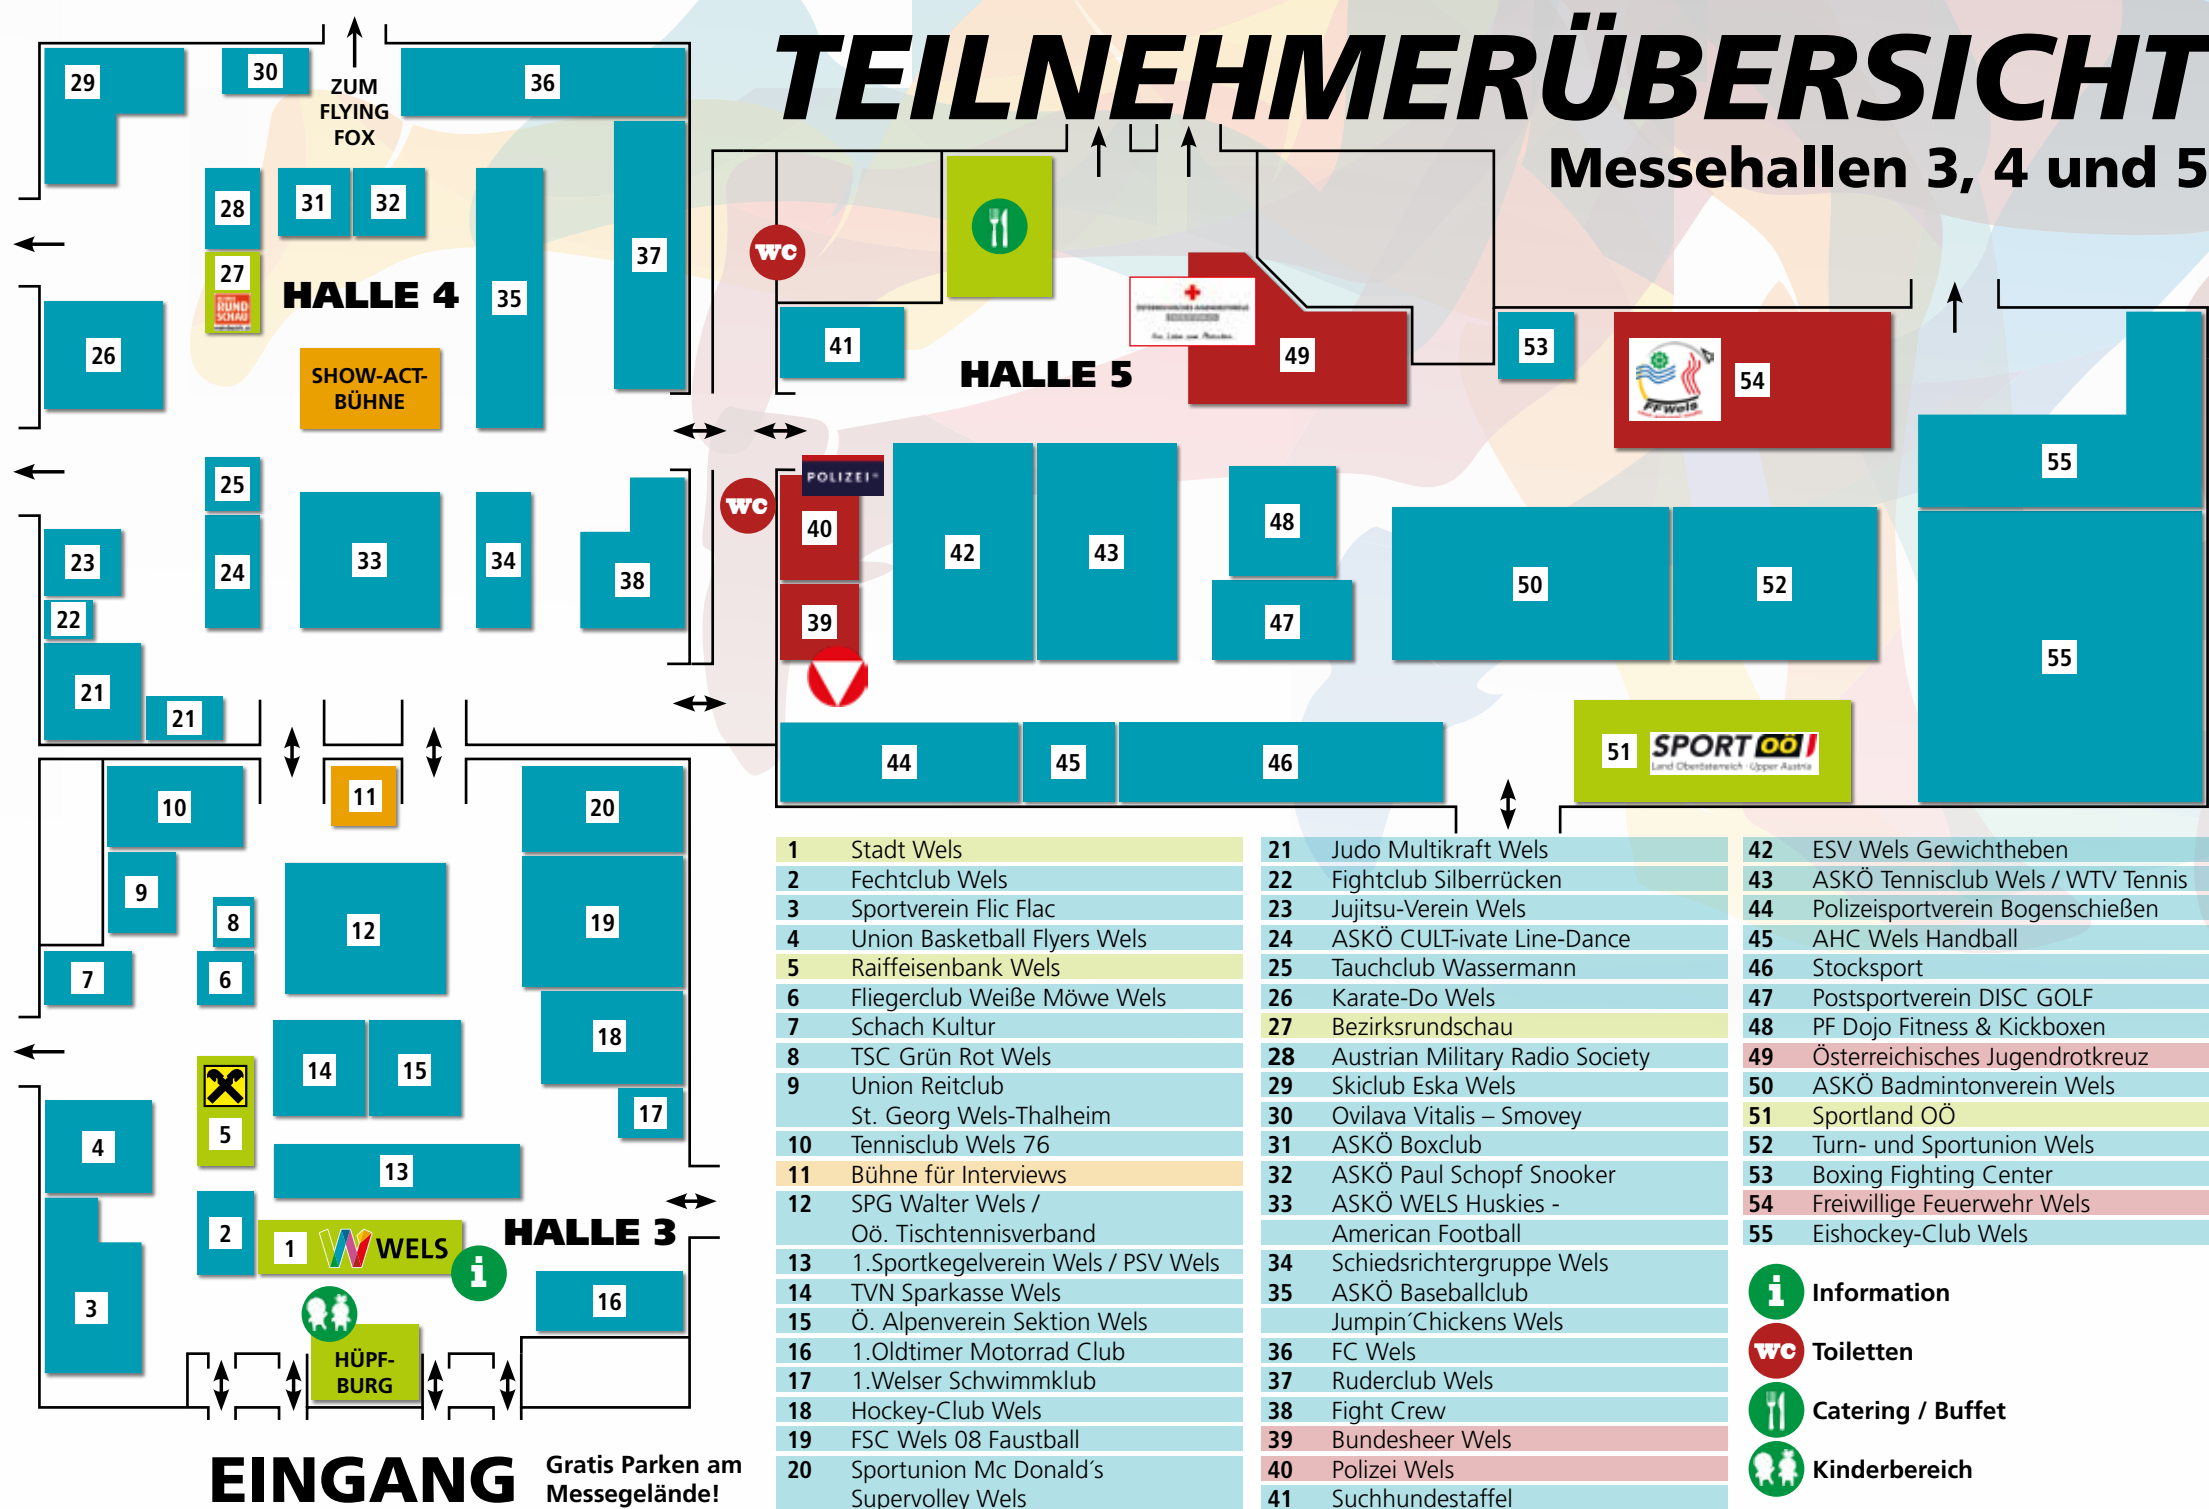 TEILNEHMERÜBERSICHT
Messehallen 3, 4 und 5
29
30
ZUM
FLYING
FOX
36
28
31
32
37
27
RUND
SCHAU
HALLE 4
35
26
SHOW-ACT-
BÜHNE
25
24
33
34
38
23
22
21
21
WC
WC
41
HALLE 5
49
53
54
FFWels
55
POLIZEI
40
39
42
43
48
47
50
52
55
44
45
46
51
SPORT OÖ
Land Oberösterreich · Upper Austria
10
11
20
9
8
12
19
7
6
18
14
15
17
5
4
13
2
1
WELS
i
HALLE 3
3
16
HÜPF-
BURG
EINGANG
Gratis Parken am
Messegelände!
1 Stadt Wels
2 Fechtclub Wels
3 Sportverein Flic Flac
4 Union Basketball Flyers Wels
5 Raiffeisenbank Wels
6 Fliegerclub Weiße Möwe Wels
7 Schach Kultur
8 TSC Grün Rot Wels
9 Union Reitclub
St. Georg Wels-Thalheim
10 Tennisclub Wels 76
11 Bühne für Interviews
12 SPG Walter Wels /
Oö. Tischtennisverband
13 1.Sportkegelverein Wels / PSV Wels
14 TVN Sparkasse Wels
15 Ö. Alpenverein Sektion Wels
16 1.Oldtimer Motorrad Club
17 1.Welser Schwimmklub
18 Hockey-Club Wels
19 FSC Wels 08 Faustball
20 Sportunion Mc Donald´s
Supervolley Wels
21 Judo Multikraft Wels
22 Fightclub Silberrücken
23 Jujitsu-Verein Wels
24 ASKÖ CULT-ivate Line-Dance
25 Tauchclub Wassermann
26 Karate-Do Wels
27 Bezirksrundschau
28 Austrian Military Radio Society
29 Skiclub Eska Wels
30 Ovilava Vitalis – Smovey
31 ASKÖ Boxclub
32 ASKÖ Paul Schopf Snooker
33 ASKÖ WELS Huskies -
American Football
34 Schiedsrichtergruppe Wels
35 ASKÖ Baseballclub
Jumpin´Chickens Wels
36 FC Wels
37 Ruderclub Wels
38 Fight Crew
39 Bundesheer Wels
40 Polizei Wels
41 Suchhundestaffel
42 ESV Wels Gewichtheben
43 ASKÖ Tennisclub Wels / WTV Tennis
44 Polizeisportverein Bogenschießen
45 AHC Wels Handball
46 Stocksport
47 Postsportverein DISC GOLF
48 PF Dojo Fitness & Kickboxen
49 Österreichisches Jugendrotkreuz
50 ASKÖ Badmintonverein Wels
51 Sportland OÖ
52 Turn- und Sportunion Wels
53 Boxing Fighting Center
54 Freiwillige Feuerwehr Wels
55 Eishockey-Club Wels
i Information
WC Toiletten
Catering / Buffet
Kinderbereich